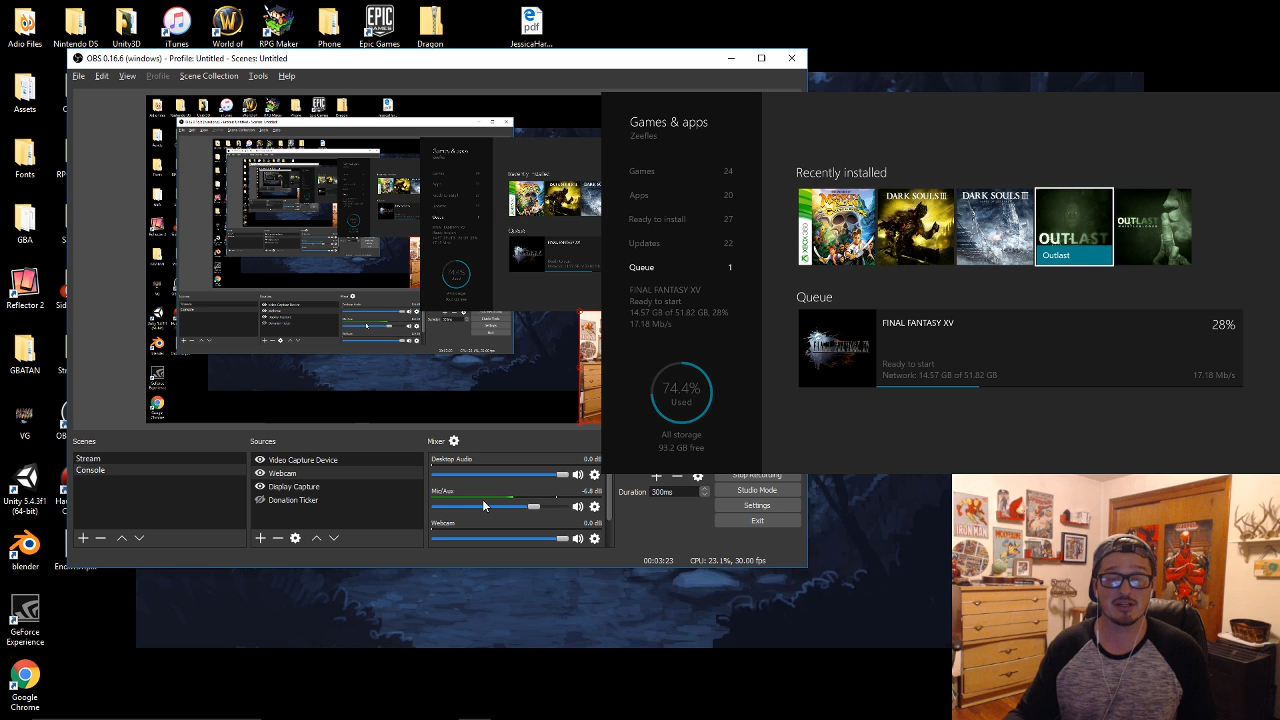 Adio Files
Nintendo DS
Unity3D
iTunes
World of
RPG Maker
Phone
Epic Games
Dragon
JessicaHar...
OBS 0.16.6 (windows) - Profile: Untitled - Scenes: Untitled
File Edit View Profile Scene Collection Tools Help
Assets
Fonts
GBA
Reflector 2
GBATAN
VG
Unity 5.4.3f1
(64-bit)
blender
GeForce
Experience
Google
Chrome
Games & apps
Zeefles
Games 24
Apps 20
Ready to install 27
Updates 22
Queue 1
FINAL FANTASY XV
Ready to start
14.57 GB of 51.82 GB, 28%
17.18 Mb/s
74.4%
Used
All storage
93.2 GB free
Recently installed
XBOX 360
DARK SOULS III
DARK SOULS III
OUTLAST
Outlast
OUTLAST
Queue
FINAL FANTASY XV
28%
Ready to start
Network: 14.57 GB of 51.82 GB
17.18 Mb/s
Scenes
Stream
Console
Sources
Video Capture Device
Webcam
Display Capture
Donation Ticker
Mixer
Desktop Audio 0.0 dB
Mic/Aux -6.8 dB
Webcam 0.0 dB
Duration 300ms
Stop Recording
Studio Mode
Settings
Exit
00:03:23
CPU: 23.1%, 30.00 fps